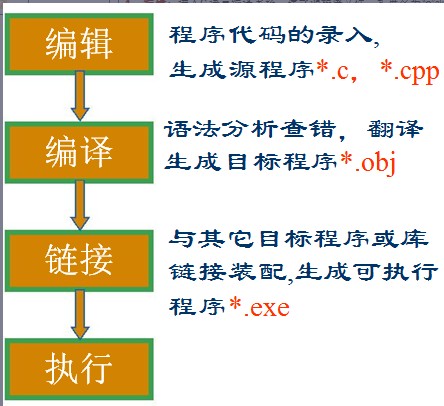 编辑
程序代码的录入,
生成源程序*.c，*.cpp
编译
语法分析查错，翻译
生成目标程序*.obj
链接
与其它目标程序或库
链接装配,生成可执行
程序*.exe
执行